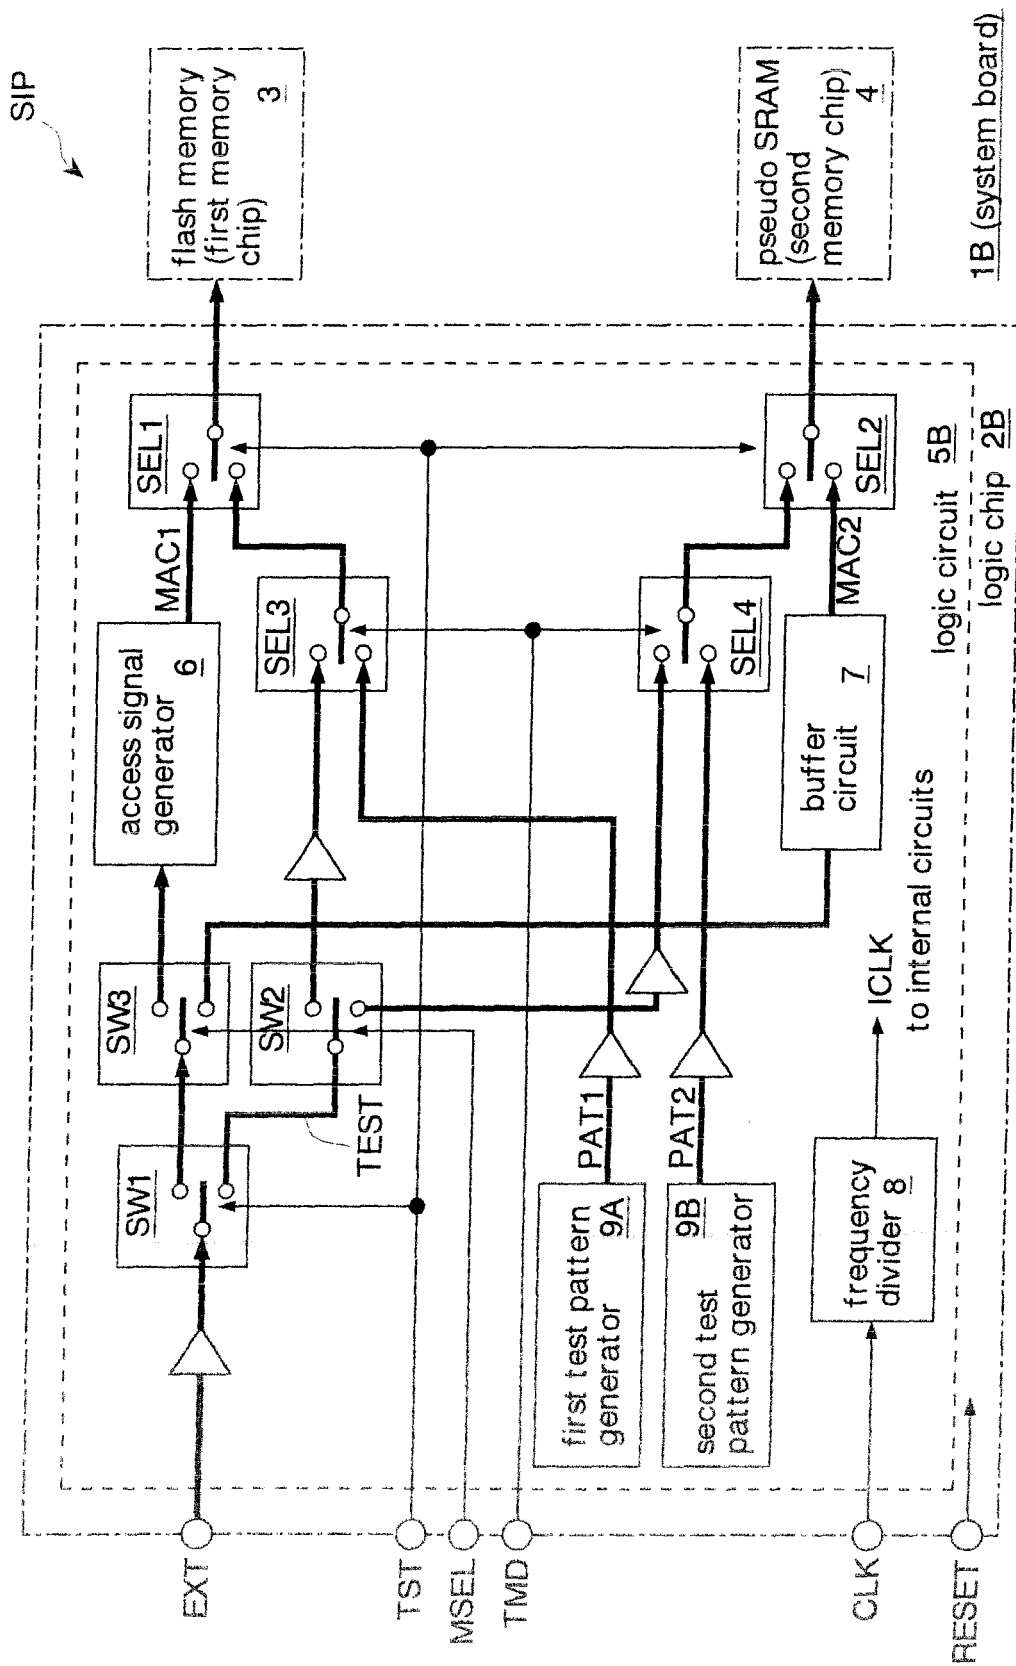 SIP
flash memory
(first memory
chip)
3
pseudo SRAM
(second
memory chip)
4
1B (system board)
SEL1
MAC1
SEL2
MAC2
logic circuit 5B
logic chip 2B
SEL3
SEL4
access signal
generator
6
buffer
circuit
7
SW3
SW2
ICLK
to internal circuits
SW1
TEST
PAT1
PAT2
first test pattern
generator
9A
second test
pattern generator
9B
frequency
divider 8
EXT
TST
MSEL
TMD
CLK
RESET